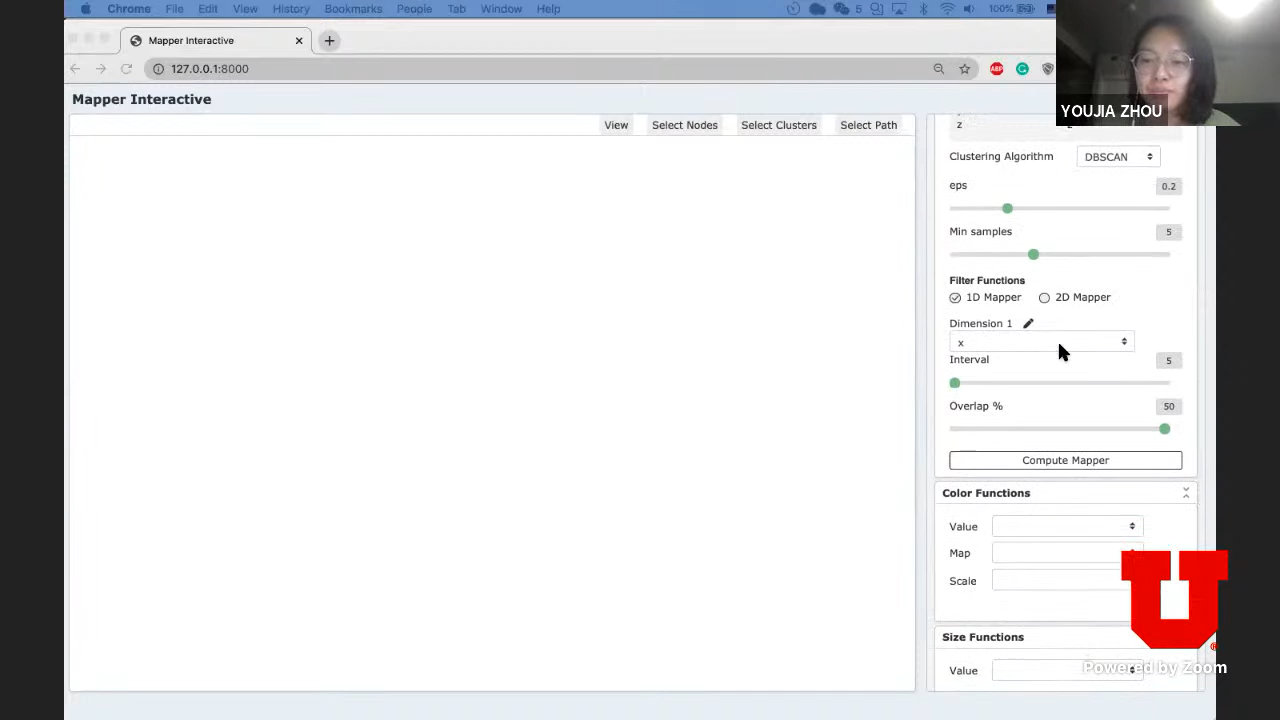 Chrome File Edit View History Bookmarks People Tab Window Help 5 100%
Mapper Interactive
127.0.0.1:8000
ABP
YOUJIA ZHOU
Mapper Interactive
View Select Nodes Select Clusters Select Path
z
Clustering Algorithm DBSCAN
eps 0.2
Min samples 5
Filter Functions
1D Mapper 2D Mapper
Dimension 1
x
Interval 5
Overlap % 50
Compute Mapper
Color Functions
Value
Map
Scale
U
Size Functions
Value
Powered by Zoom